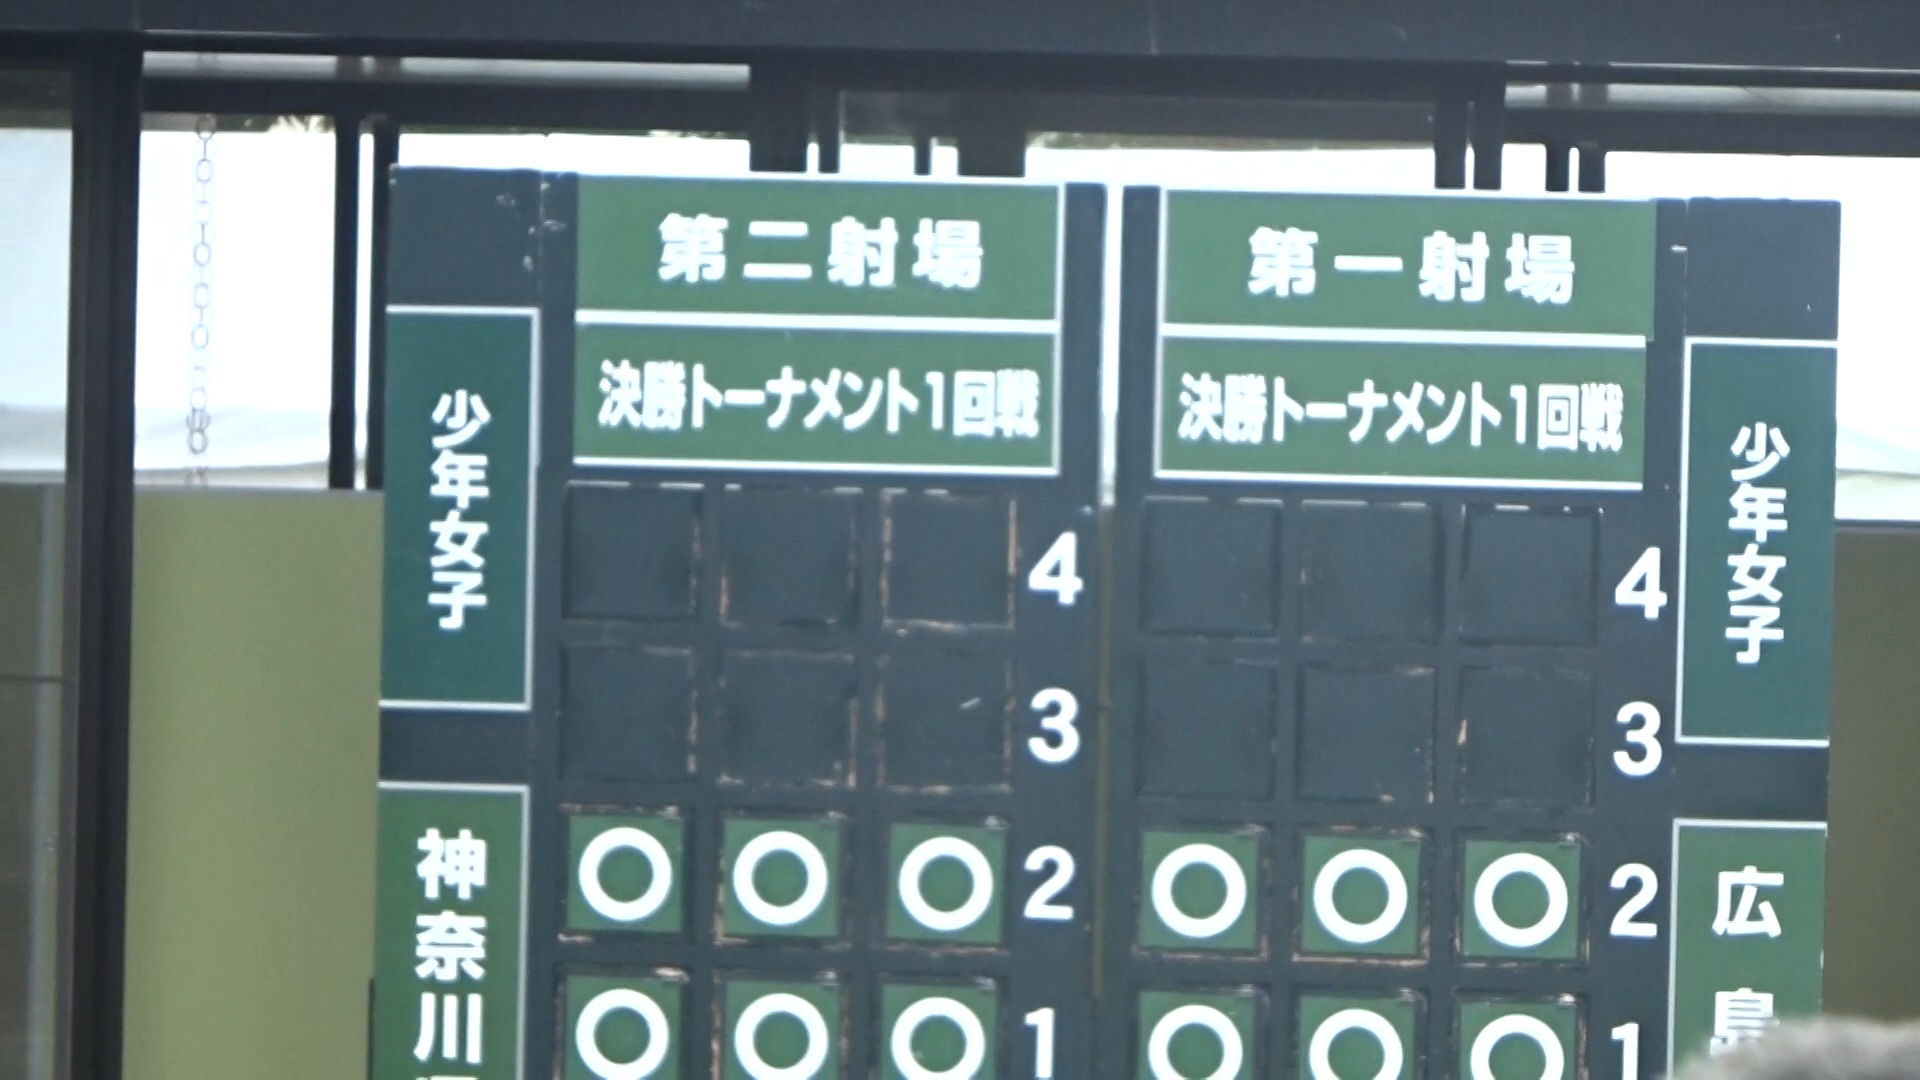 第二射場
第一射場
決勝トーナメント1回戦
決勝トーナメント1回戦
少年女子
少年女子
4
4
3
3
神奈川
広島
○ ○ ○ 2
○ ○ ○ 2
○ ○ ○ 1
○ ○ ○ 1